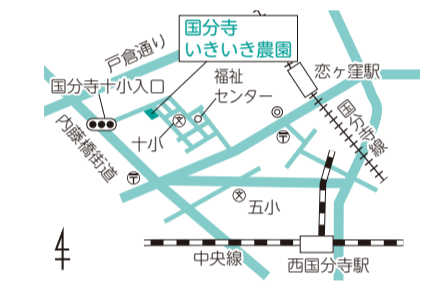 国分寺
いきいき農園
戸倉通り
恋ヶ窪駅
福祉
センター
国分寺十小入口
国分寺線
十小
内藤橋街道
五小
中央線
西国分寺駅